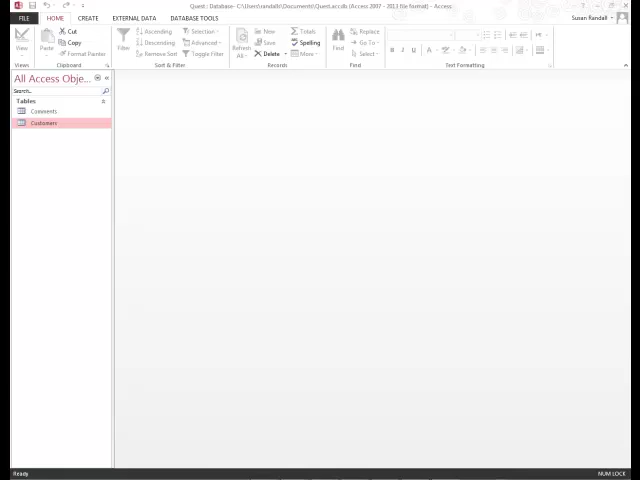 Quest : Database- C:\Users\randallr\Documents\Quest.accdb (Access 2007 - 2013 file format) - Access
FILE HOME CREATE EXTERNAL DATA DATABASE TOOLS Susan Randall
View Paste Cut Copy Format Painter
Filter Ascending Descending Remove Sort Selection Advanced Toggle Filter
Refresh All New Save Delete Totals Spelling More
Find Replace Go To Select
B I U A
Views Clipboard Sort & Filter Records Find Text Formatting
All Access Obje...
Search...
Tables
Comments
Customers
Ready NUM LOCK